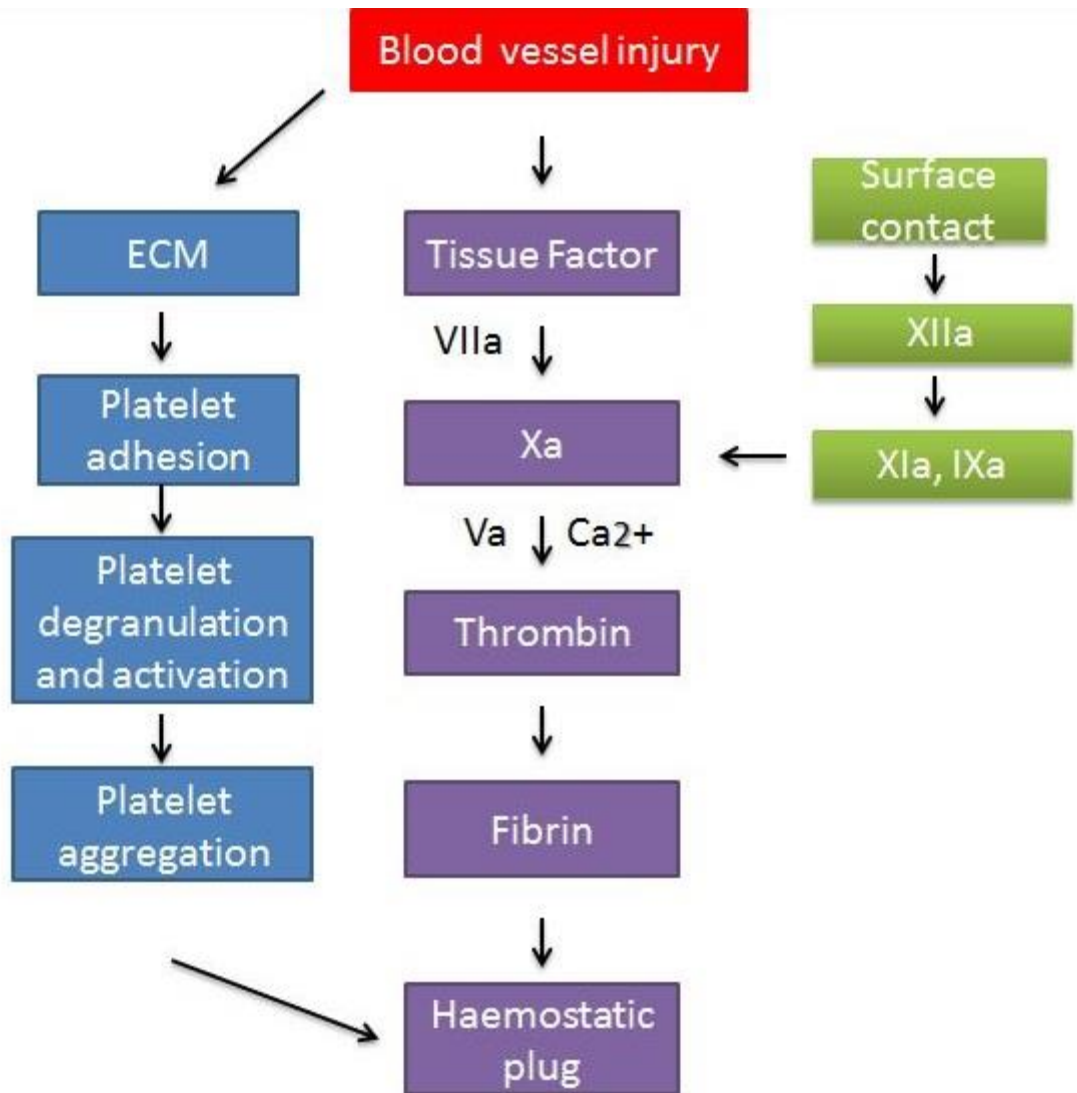 Blood vessel injury
ECM
Platelet
adhesion
Platelet
degranulation
and activation
Platelet
aggregation
Tissue Factor
VIIa
Xa
Va
Ca2+
Thrombin
Fibrin
Haemostatic
plug
Surface
contact
XIIa
XIa, IXa